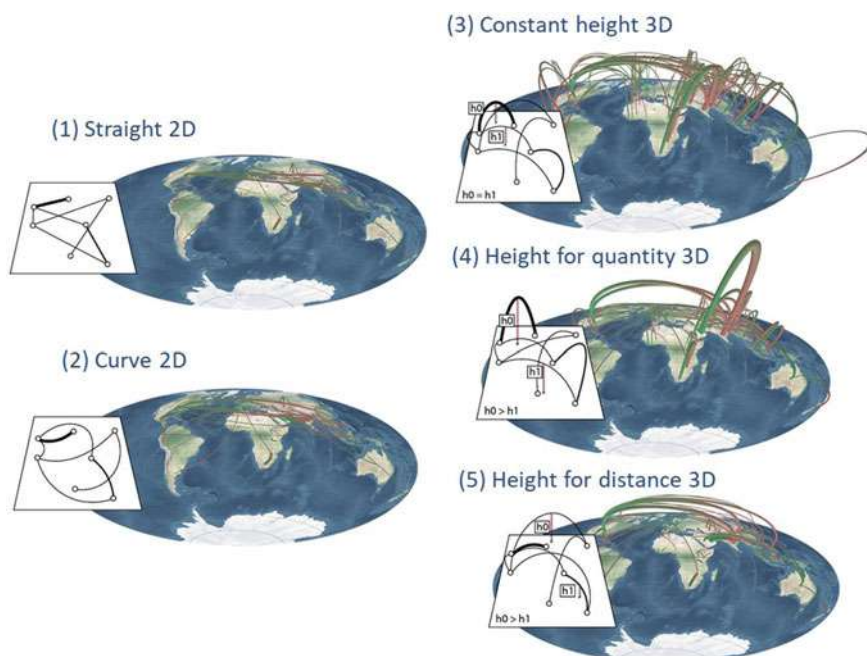 (1) Straight 2D
(2) Curve 2D
(3) Constant height 3D
h0
h1
h0 = h1
(4) Height for quantity 3D
h0
h1
h0 > h1
(5) Height for distance 3D
h0
h1
h0 > h1